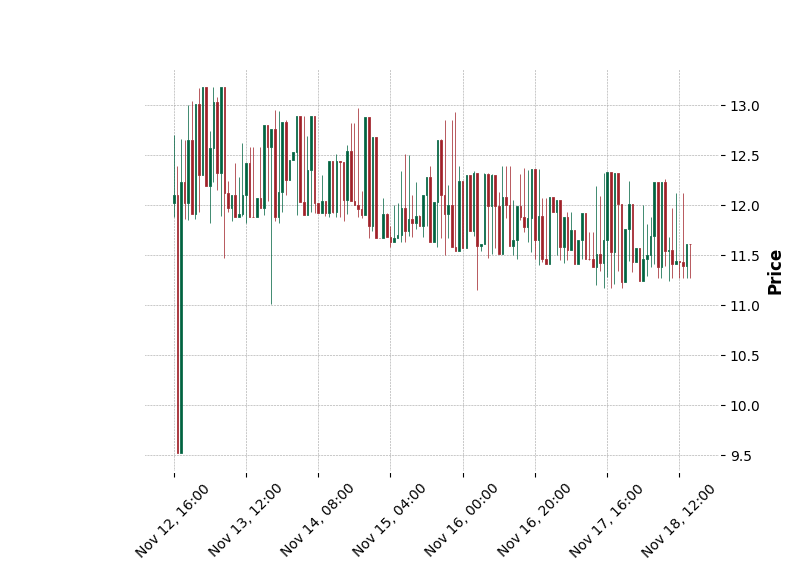 13.0
12.5
12.0
11.5
11.0
10.5
10.0
9.5
Price
Nov 12, 16:00
Nov 13, 12:00
Nov 14, 08:00
Nov 15, 04:00
Nov 16, 00:00
Nov 16, 20:00
Nov 17, 16:00
Nov 18, 12:00